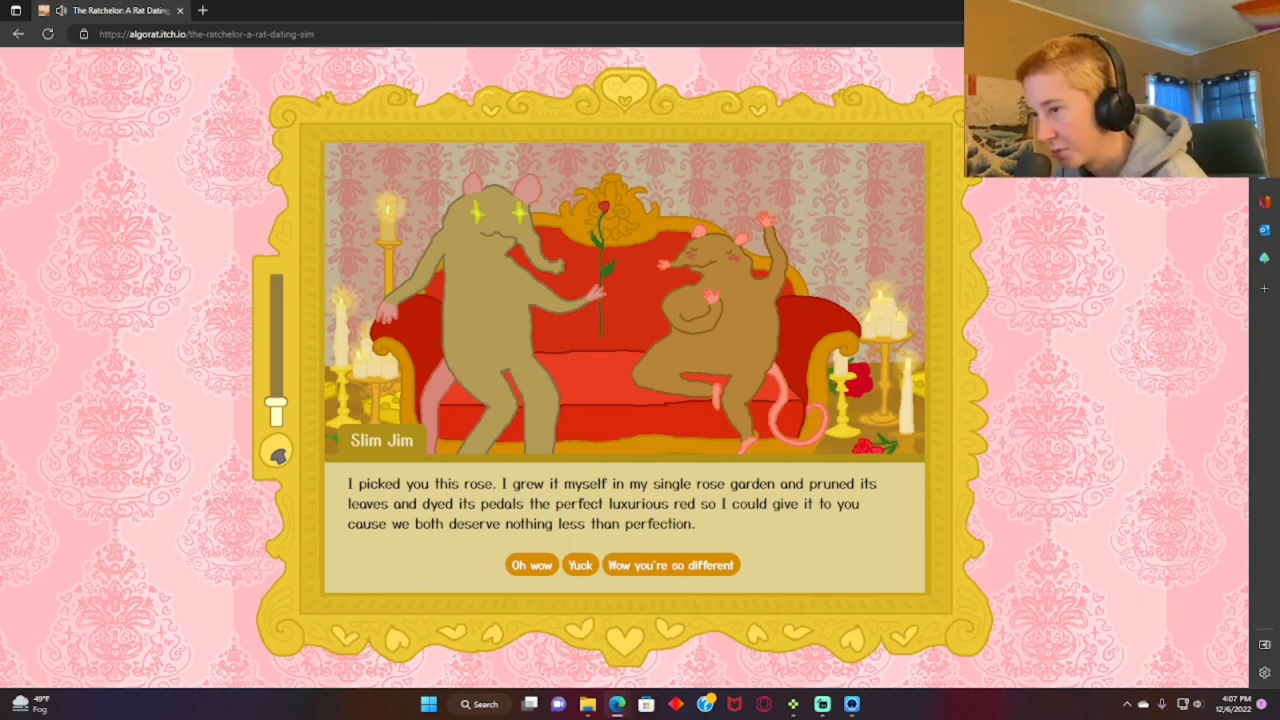 The Ratchelor: A Rat Dating
https://algorat.itch.io/the-ratchelor-a-rat-dating-sim
Slim Jim
I picked you this rose. I grew it myself in my single rose garden and pruned its
leaves and dyed its pedals the perfect luxurious red so I could give it to you
cause we both deserve nothing less than perfection.
Oh wow Yuck Wow you're so different
49°F
Fog
Search
4:07 PM
12/6/2022